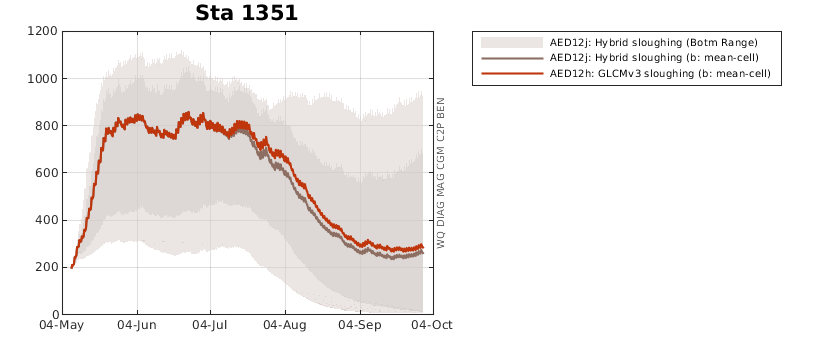 Sta 1351
1200
1000
800
600
400
200
0
04-May 04-Jun 04-Jul 04-Aug 04-Sep 04-Oct
WQ DIAG MAG CGM C2P BEN
AED12j: Hybrid sloughing (Botm Range)
AED12j: Hybrid sloughing (b: mean-cell)
AED12h: GLCMv3 sloughing (b: mean-cell)